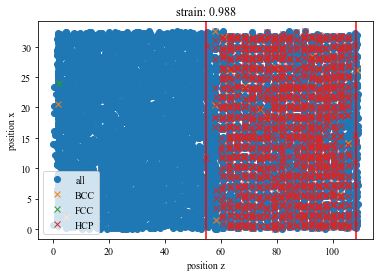 strain: 0.988
position x
30
25
20
15
10
5
0
all
BCC
FCC
HCP
0 20 40 60 80 100
position z